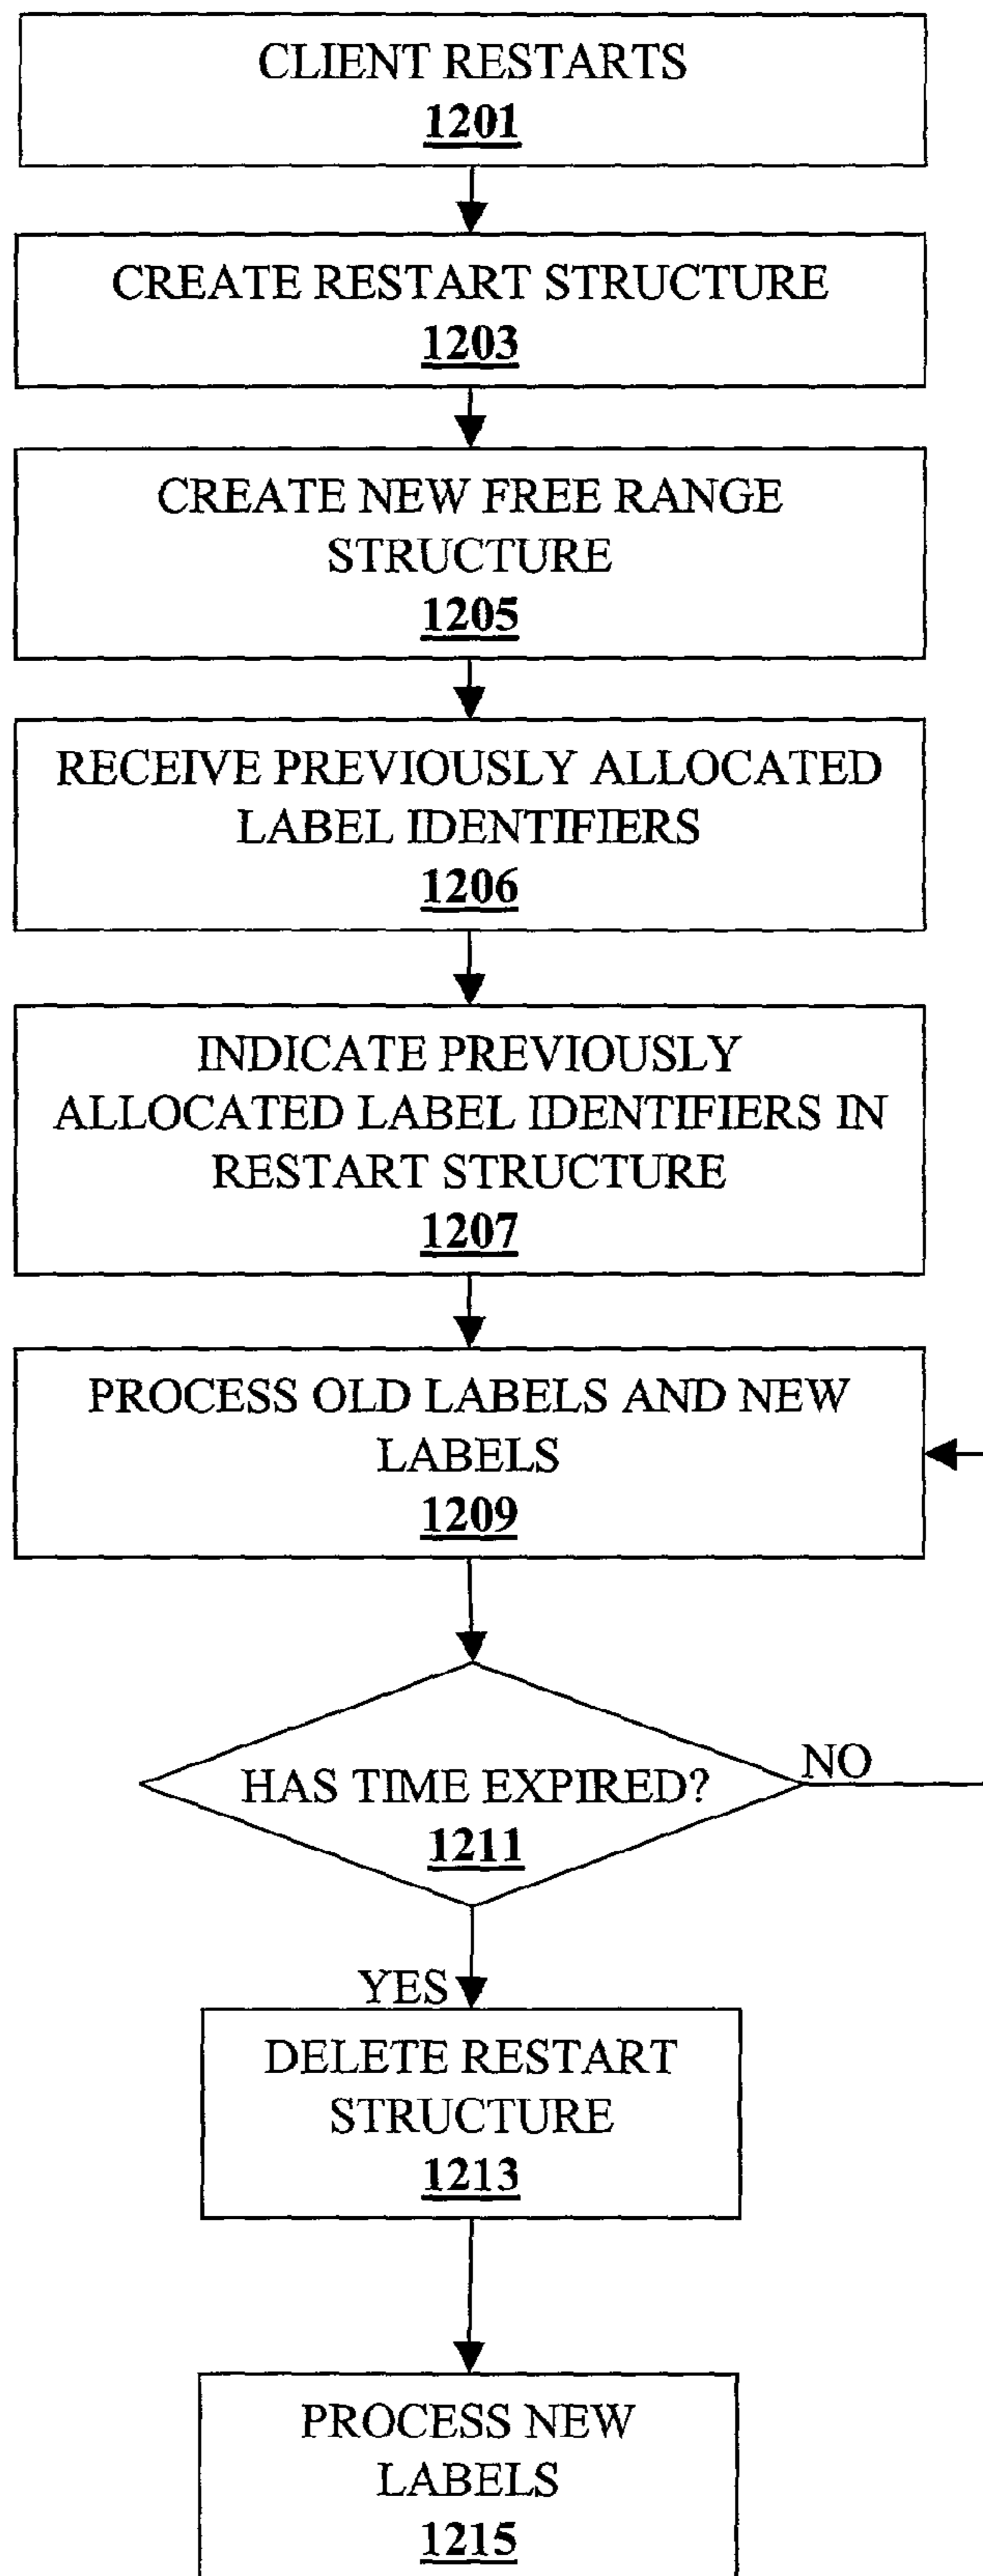 CLIENT RESTARTS
1201
CREATE RESTART STRUCTURE
1203
CREATE NEW FREE RANGE
STRUCTURE
1205
RECEIVE PREVIOUSLY ALLOCATED
LABEL IDENTIFIERS
1206
INDICATE PREVIOUSLY
ALLOCATED LABEL IDENTIFIERS IN
RESTART STRUCTURE
1207
PROCESS OLD LABELS AND NEW
LABELS
1209
HAS TIME EXPIRED?
1211
NO
YES
DELETE RESTART
STRUCTURE
1213
PROCESS NEW
LABELS
1215